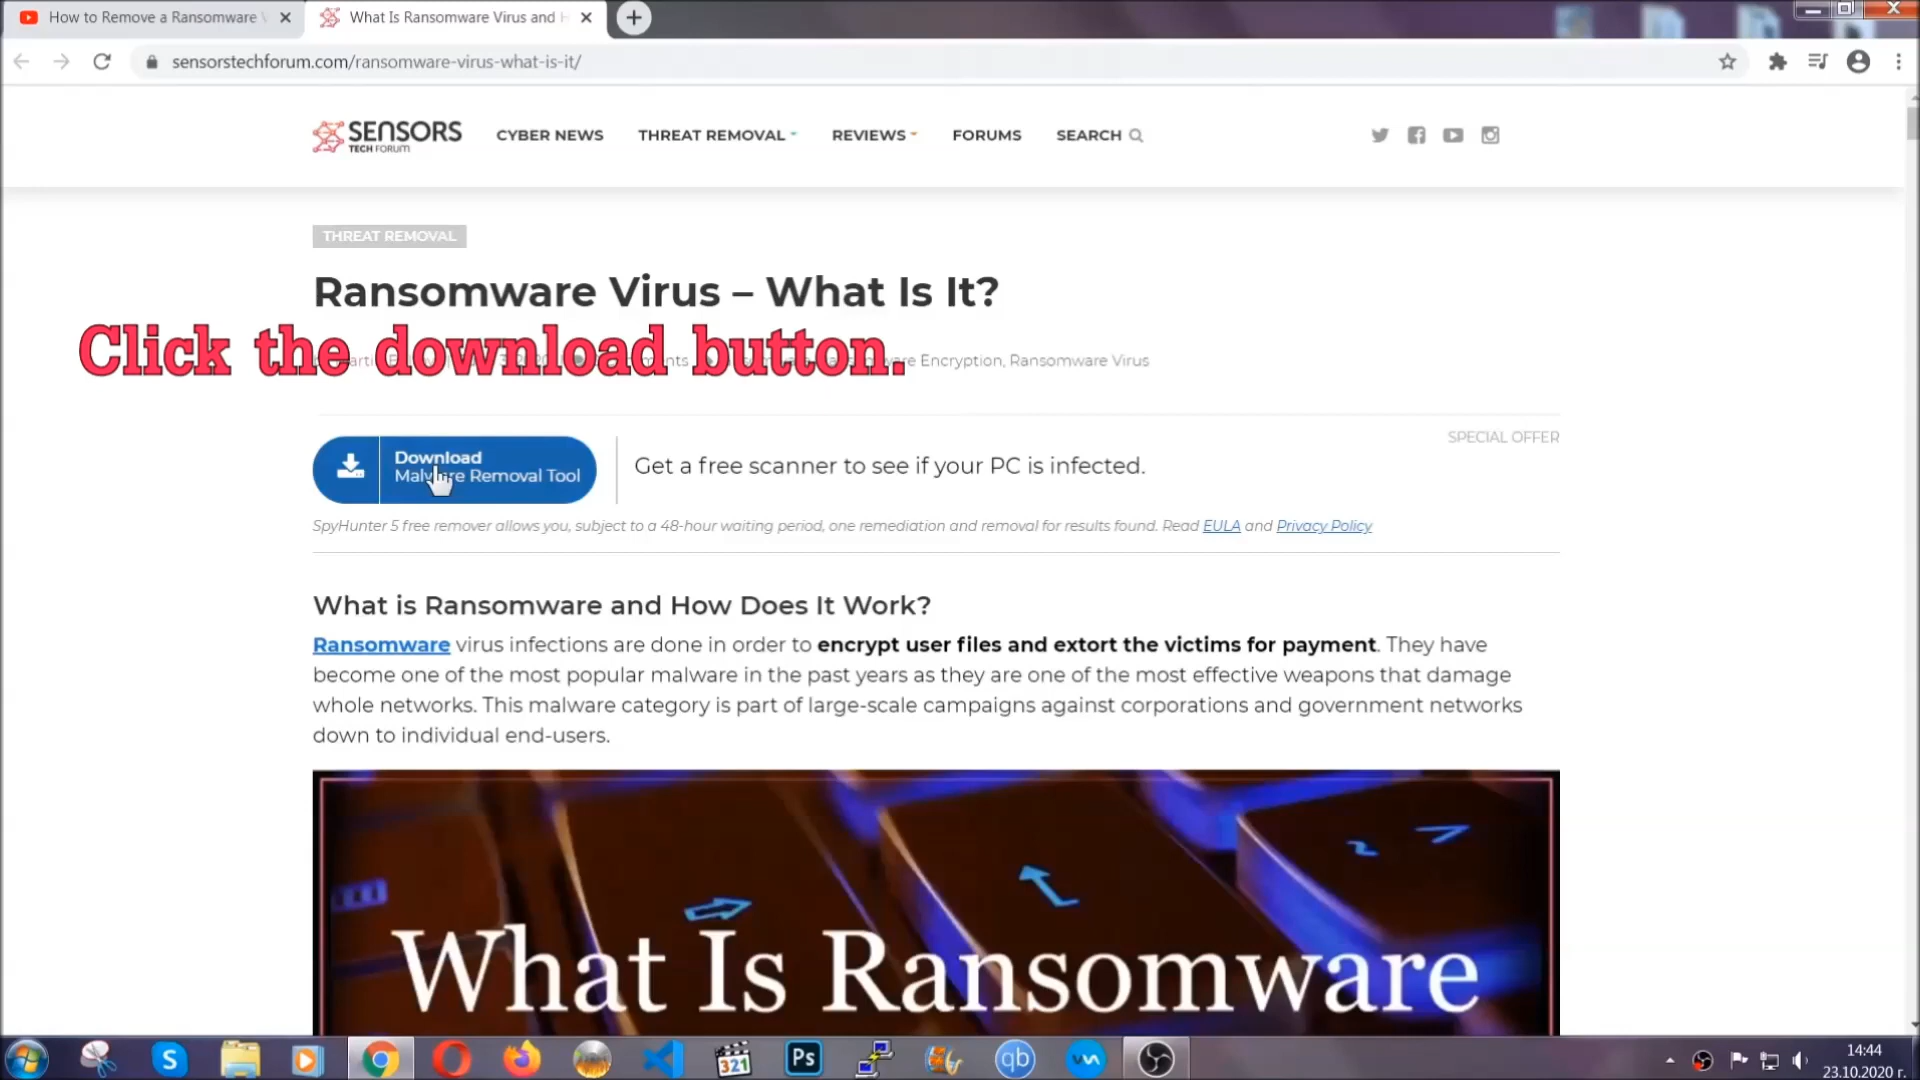 How to Remove a Ransomware
What Is Ransomware Virus and
sensorstechforum.com/ransomware-virus-what-is-it/
SENSORS
TECH FORUM
CYBER NEWS
THREAT REMOVAL
REVIEWS
FORUMS
SEARCH
THREAT REMOVAL
Ransomware Virus – What Is It?
Click the download button.
Encryption, Ransomware Virus
SPECIAL OFFER
Download
Malware Removal Tool
Get a free scanner to see if your PC is infected.
SpyHunter 5 free remover allows you, subject to a 48-hour waiting period, one remediation and removal for results found. Read EULA and Privacy Policy
What is Ransomware and How Does It Work?
Ransomware virus infections are done in order to encrypt user files and extort the victims for payment. They have
become one of the most popular malware in the past years as they are one of the most effective weapons that damage
whole networks. This malware category is part of large-scale campaigns against corporations and government networks
down to individual end-users.
What Is Ransomware
S
321
Ps
qb
14:44
23.10.2020 г.